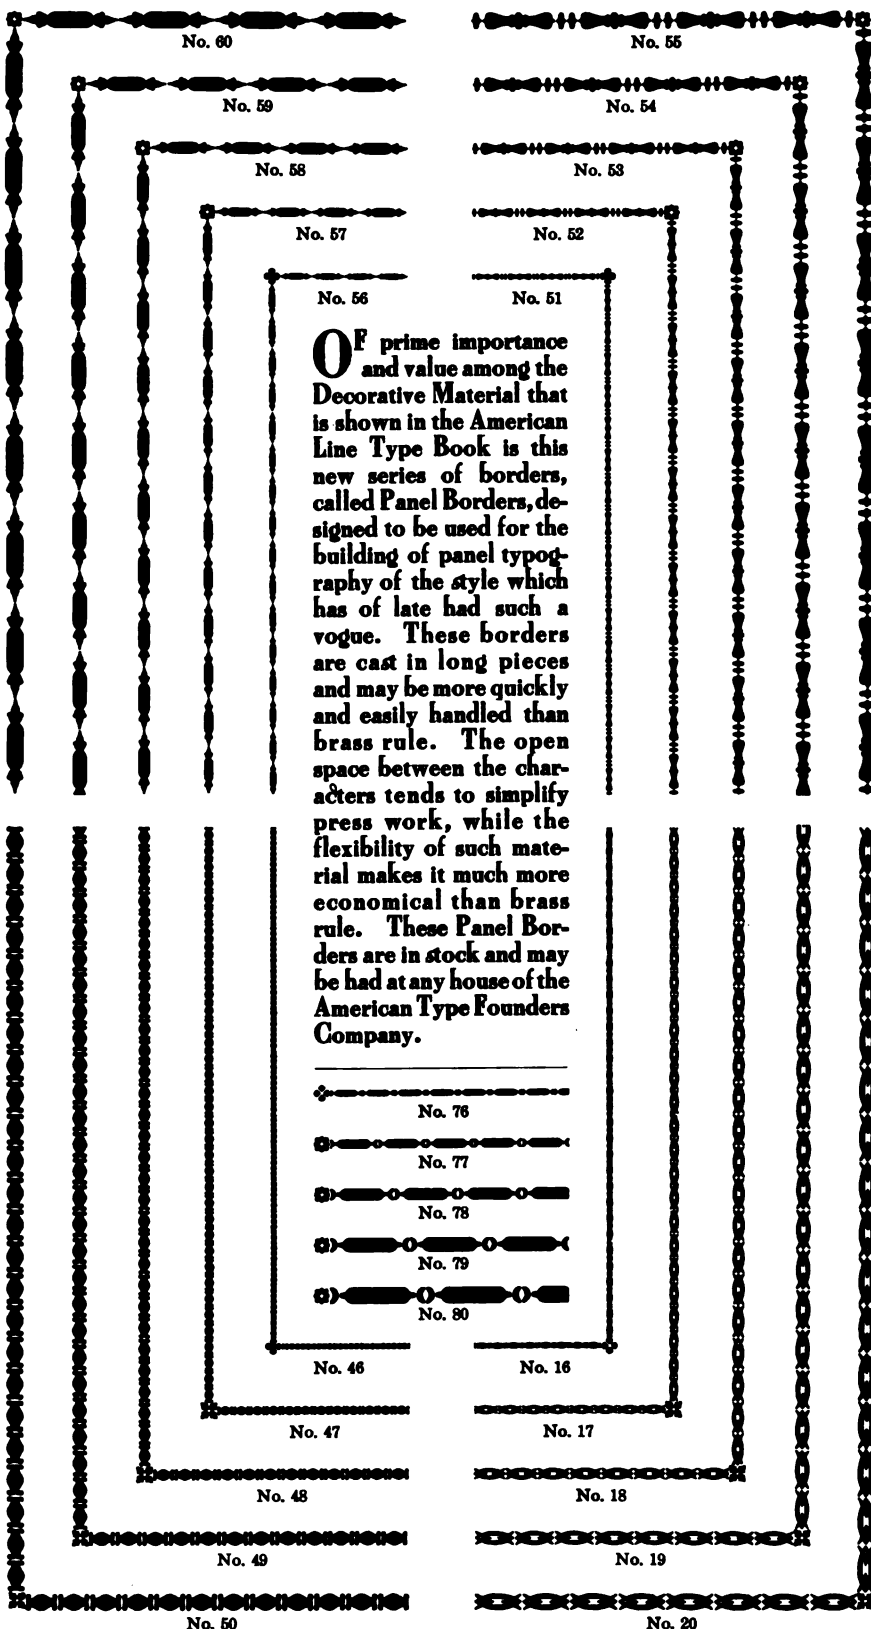 No. 60
No. 55
No. 59
No. 54
No. 58
No. 53
No. 57
No. 52
No. 56
No. 51
OF prime importance
and value among the
Decorative Material that
is shown in the American
Line Type Book is this
new series of borders,
called Panel Borders, de-
signed to be used for the
building of panel typog-
raphy of the style which
has of late had such a
vogue. These borders
are cast in long pieces
and may be more quickly
and easily handled than
brass rule. The open
space between the char-
acters tends to simplify
press work, while the
flexibility of such mate-
rial makes it much more
economical than brass
rule. These Panel Bor-
ders are in stock and may
be had at any house of the
American Type Founders
Company.
No. 76
No. 77
No. 78
No. 79
No. 80
No. 46
No. 16
No. 47
No. 17
No. 48
No. 18
No. 49
No. 19
No. 50
No. 20